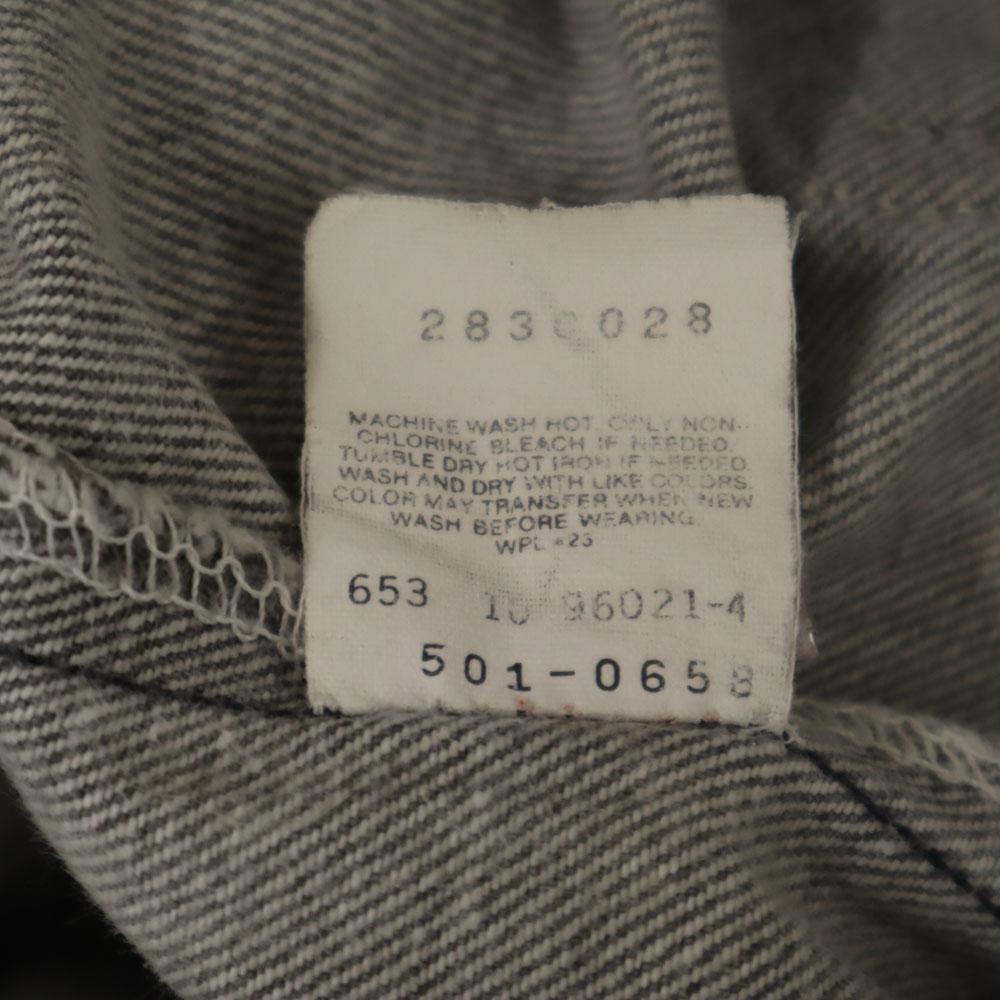 MACHINE WASH HOT. ONLY NON-
CHLORINE BLEACH IF NEEDED.
TUMBLE DRY HOT IRON IF NEEDED
WASH AND DRY WITH LIKE COLORS.
COLOR MAY TRANSFER WHEN NEW
WASH BEFORE WEARING.
WPL 423
653 10 96021-4
501-0658